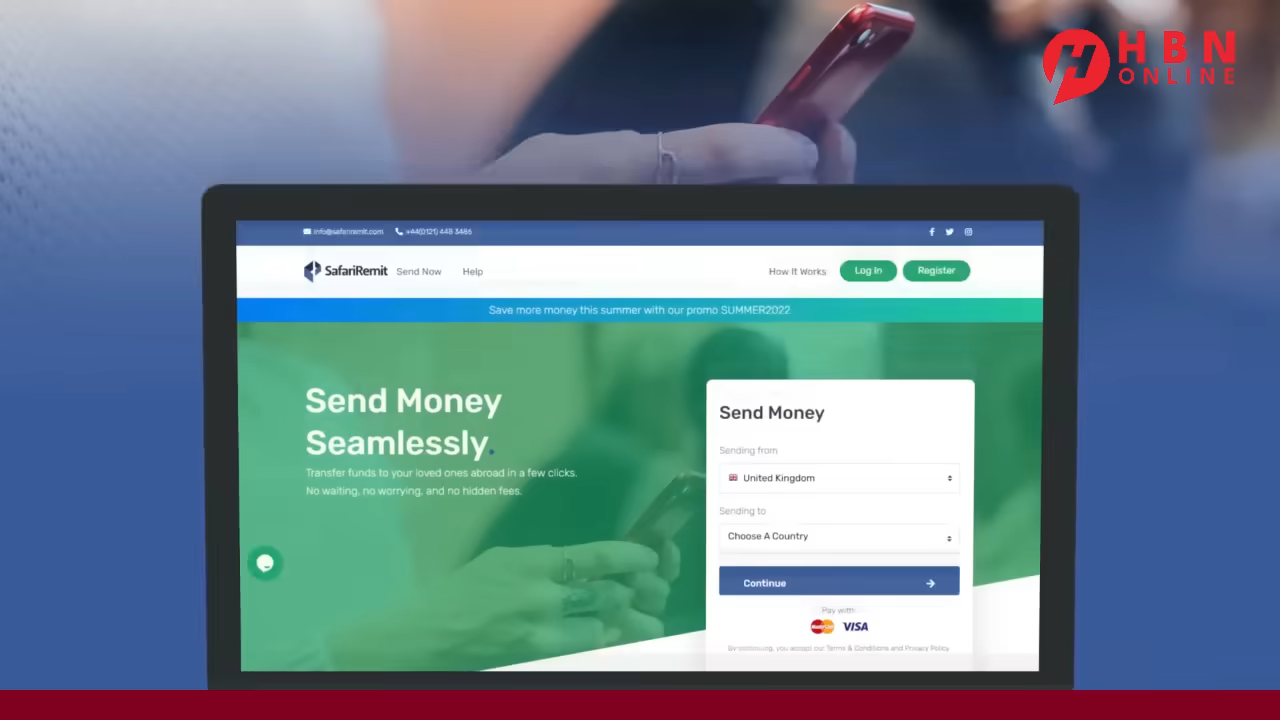 HBN
ONLINE
info@safariremit.com +44(0121) 448 3486
SafariRemit Send Now Help How It Works Log In Register
Save more money this summer with our promo SUMMER2022
Send Money
Seamlessly.
Transfer funds to your loved ones abroad in a few clicks.
No waiting, no worrying, and no hidden fees.
Send Money
Sending from
United Kingdom
Sending to
Choose A Country
Continue
Pay with:
MasterCard VISA
By continuing, you accept our Terms & Conditions and Privacy Policy